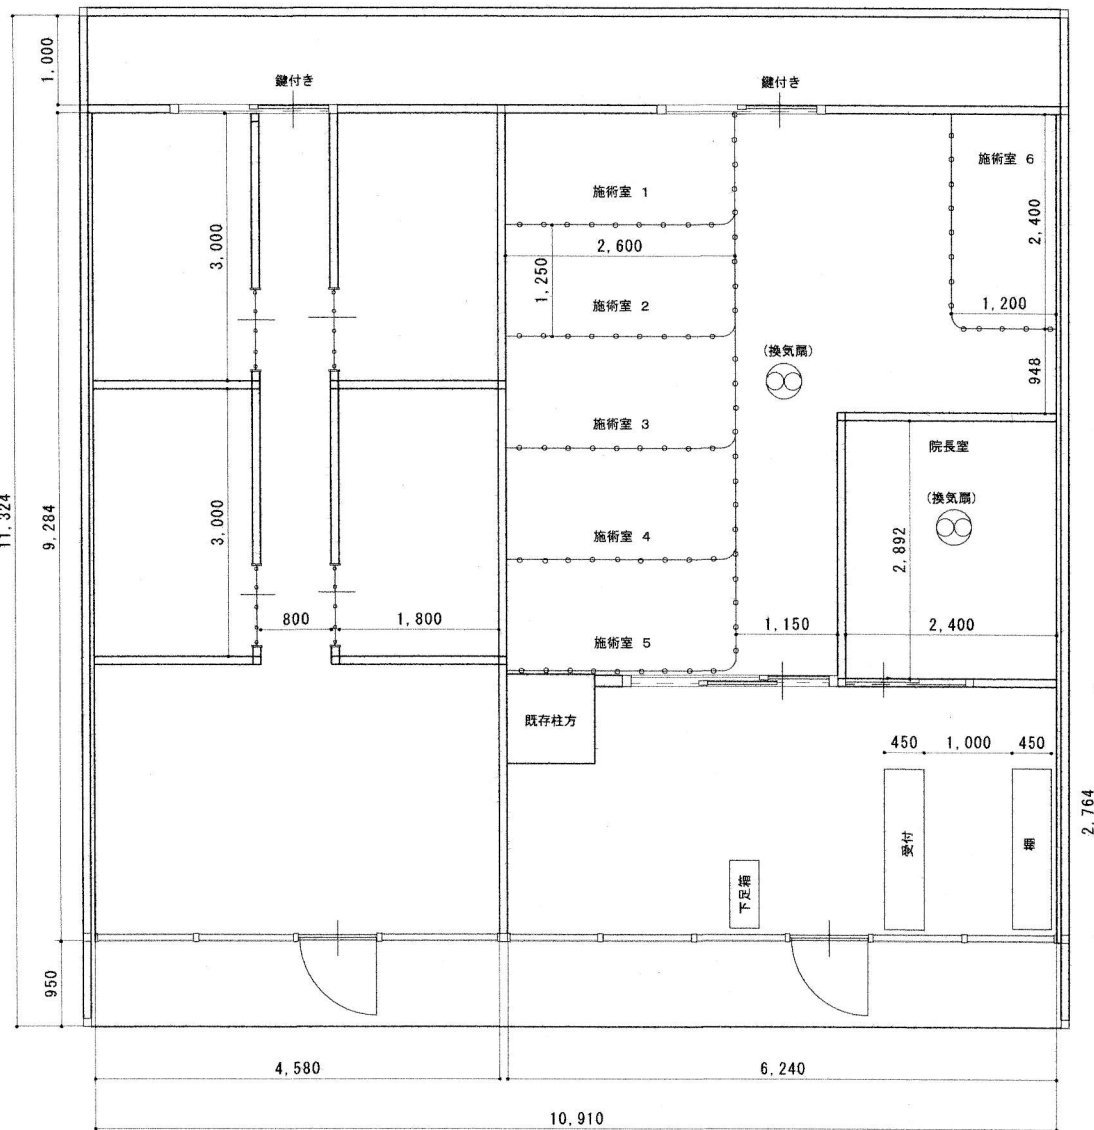 1,000
鍵付き
鍵付き
施術室 1
施術室 6
3,000
2,600
1,250
2,400
施術室 2
1,200
(換気扇)
948
施術室 3
院長室
(換気扇)
11,324
9,284
3,000
施術室 4
2,892
800
1,800
施術室 5
1,150
2,400
既存柱方
450
1,000
450
2,764
受付
棚
下足箱
950
4,580
6,240
10,910